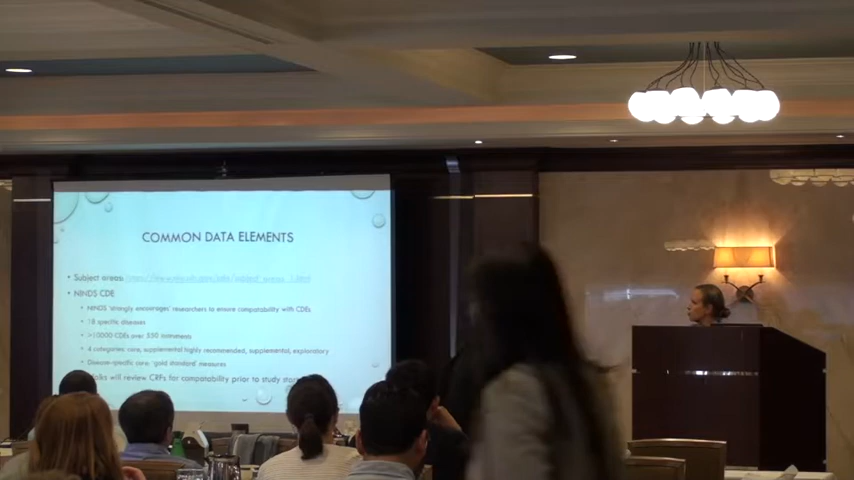 COMMON DATA ELEMENTS
• Subject areas:
• NINDS CDE
• NINDS 'strongly encourages' researchers to ensure compatability with CDEs
• 18 specific diseases
• >10000 CDEs over 550 instruments
• 4 categories: core, supplemental highly recommended, supplemental, exploratory
• Disease-specific core: 'gold standard' measures
will review CRFs for compatability prior to study